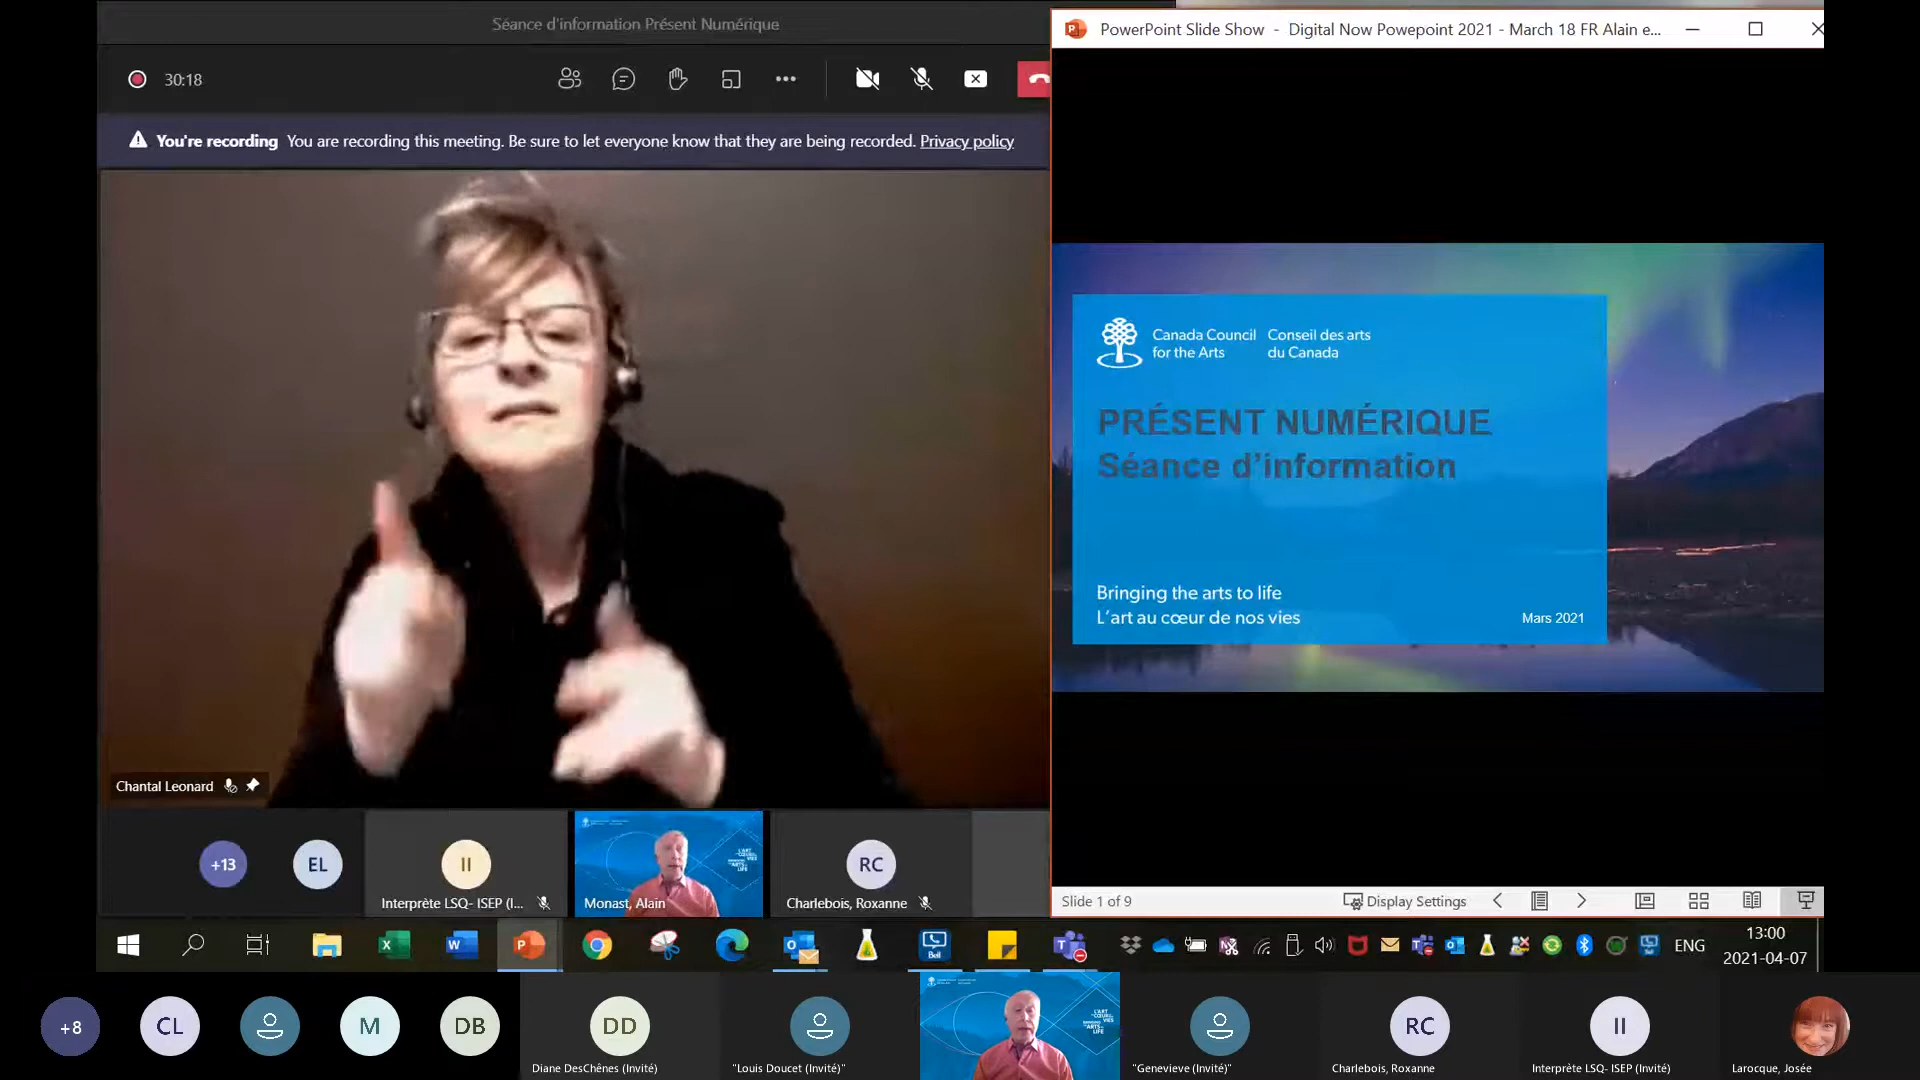 Séance d'information Présent Numérique
30:18
You're recording You are recording this meeting. Be sure to let everyone know that they are being recorded. Privacy policy
Chantal Leonard
+13
EL
II
Interprète LSQ- ISEP (I...
Monast, Alain
RC
Charlebois, Roxanne
PowerPoint Slide Show - Digital Now Powepoint 2021 - March 18 FR Alain e...
Canada Council
for the Arts
Conseil des arts
du Canada
PRÉSENT NUMÉRIQUE
Séance d'information
Bringing the arts to life
L'art au cœur de nos vies
Mars 2021
Slide 1 of 9
Display Settings
Bell
ENG
13:00
2021-04-07
+8
CL
M
DB
DD
Diane DesChênes (Invité)
"Louis Doucet (Invité)"
"Genevieve (Invité)"
RC
Charlebois, Roxanne
II
Interprète LSQ- ISEP (Invité)
Larocque, Josée